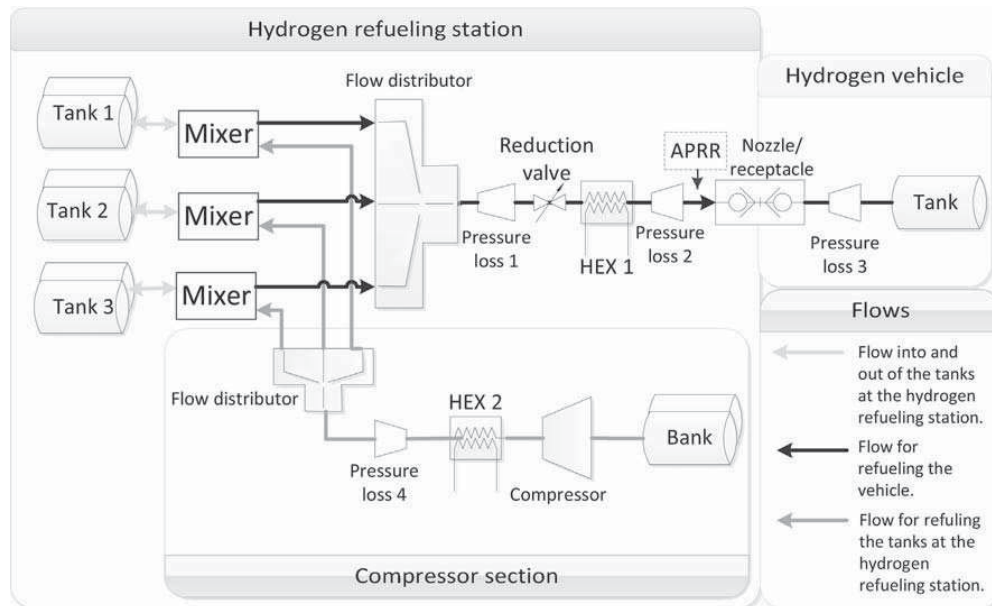 Hydrogen refueling station
Flow distributor
Hydrogen vehicle
Tank 1
Mixer
Reduction
valve
APRR
Nozzle/
receptacle
Tank 2
Mixer
Tank
Pressure
loss 1
HEX 1
Pressure
loss 2
Pressure
loss 3
Tank 3
Mixer
Flows
Flow into and
out of the tanks
at the hydrogen
refueling station.
Flow for
refueling the
vehicle.
Flow for refuling
the tanks at the
hydrogen
refueling station.
Flow distributor
HEX 2
Bank
Pressure
loss 4
Compressor
Compressor section